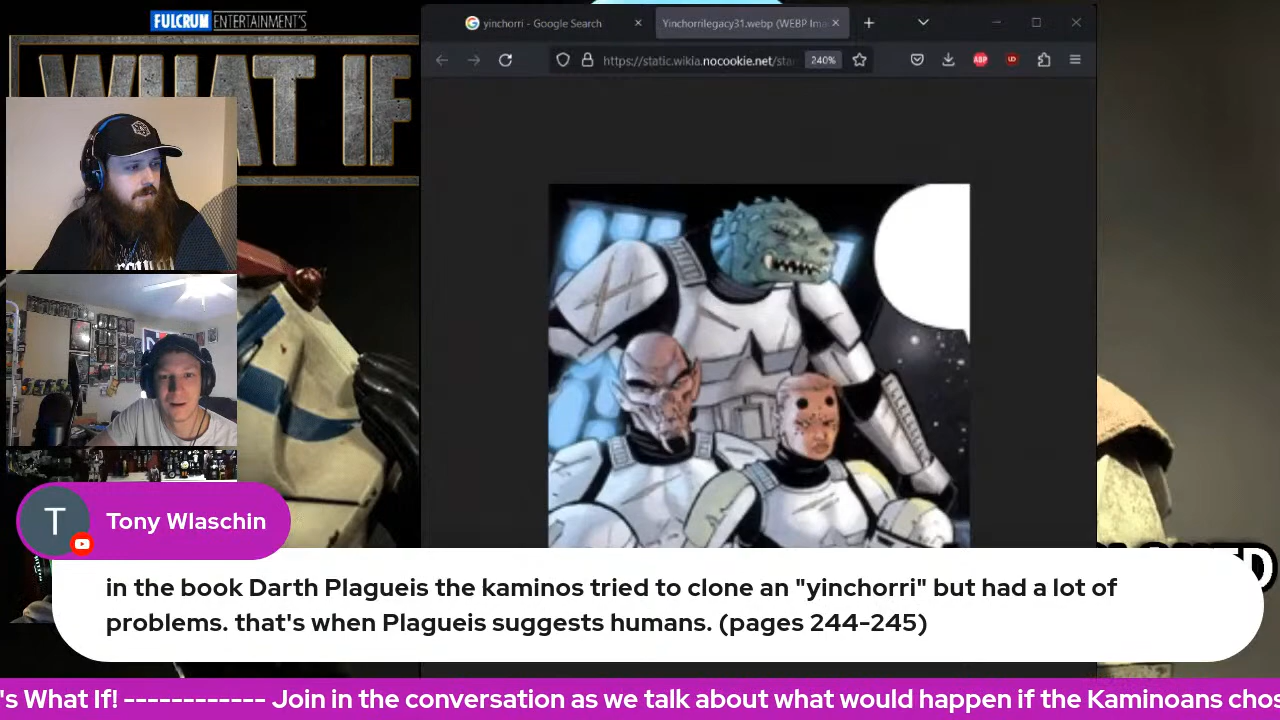 FULCRUM ENTERTAINMENT'S
WHAT IF
yinchorri - Google Search
Yinchorrilegacy31.webp (WEBP Ima
https://static.wikia.nocookie.net/sta
240%
ABP
T
Tony Wlaschin
in the book Darth Plagueis the kaminos tried to clone an "yinchorri" but had a lot of
problems. that's when Plagueis suggests humans. (pages 244-245)
's What If! ------------ Join in the conversation as we talk about what would happen if the Kaminoans chos